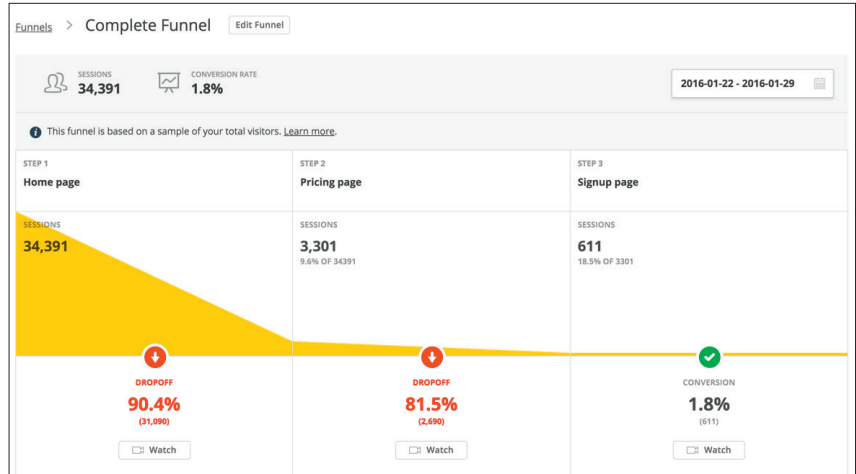 Funnels > Complete Funnel Edit Funnel
SESSIONS
34,391
CONVERSION RATE
1.8%
2016-01-22 - 2016-01-29
This funnel is based on a sample of your total visitors. Learn more.
STEP 1
Home page
STEP 2
Pricing page
STEP 3
Signup page
SESSIONS
34,391
SESSIONS
3,301
9.6% OF 34391
SESSIONS
611
18.5% OF 3301
DROPOFF
90.4%
(31,090)
Watch
DROPOFF
81.5%
(2,690)
Watch
CONVERSION
1.8%
(611)
Watch